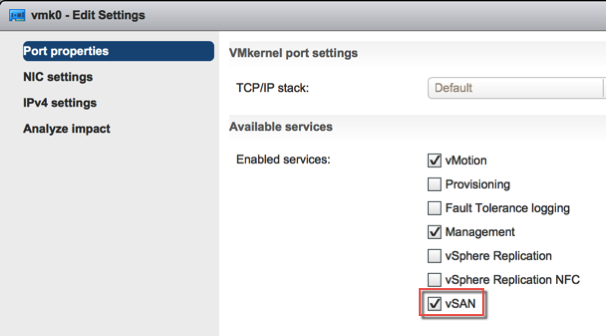 vmk0 - Edit Settings
Port properties
NIC settings
IPv4 settings
Analyze impact
VMkernel port settings
TCP/IP stack: Default
Available services
Enabled services:
vMotion
Provisioning
Fault Tolerance logging
Management
vSphere Replication
vSphere Replication NFC
vSAN